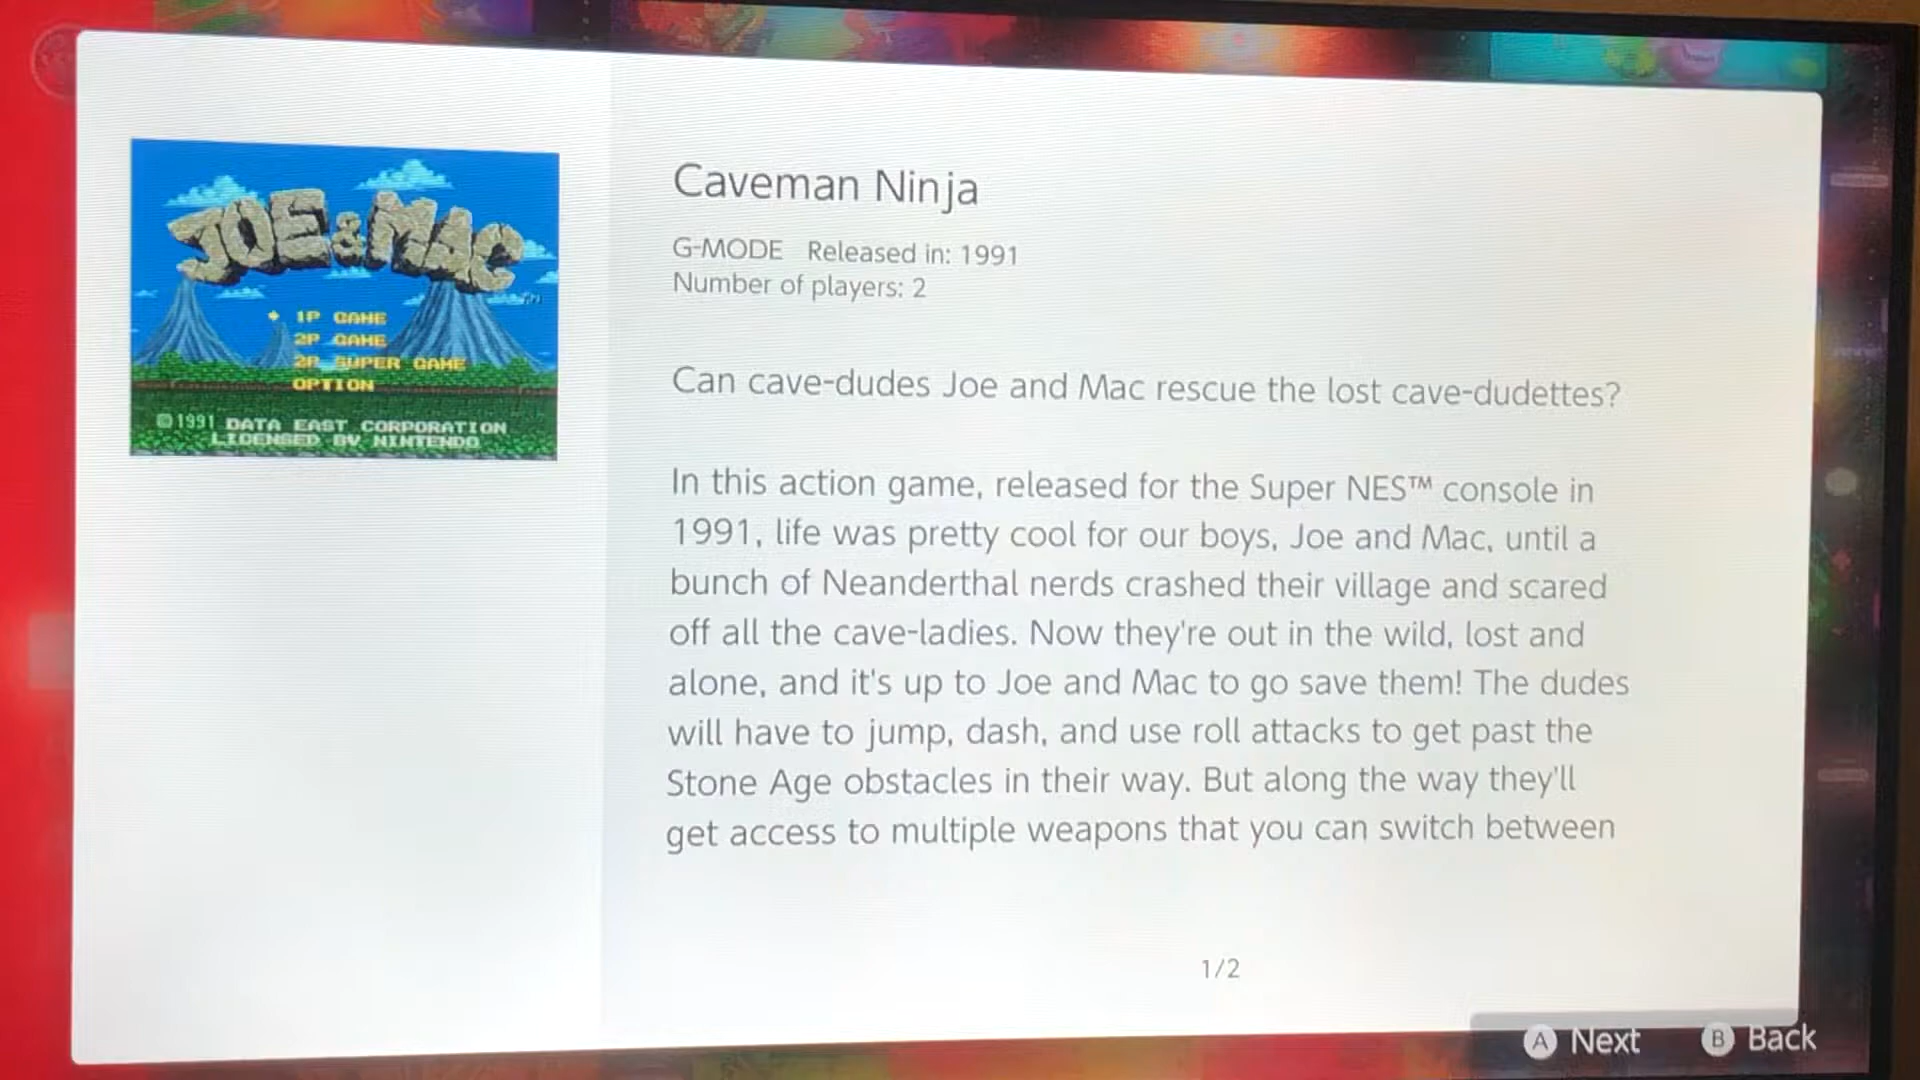 JOE & MAC
TM
1P GAME
2P GAME
2P SUPER GAME
OPTION
©1991 DATA EAST CORPORATION
LICENSED BY NINTENDO
Caveman Ninja
G-MODE Released in: 1991
Number of players: 2
Can cave-dudes Joe and Mac rescue the lost cave-dudettes?
In this action game, released for the Super NES™ console in
1991, life was pretty cool for our boys, Joe and Mac, until a
bunch of Neanderthal nerds crashed their village and scared
off all the cave-ladies. Now they're out in the wild, lost and
alone, and it's up to Joe and Mac to go save them! The dudes
will have to jump, dash, and use roll attacks to get past the
Stone Age obstacles in their way. But along the way they'll
get access to multiple weapons that you can switch between
1/2
A Next B Back